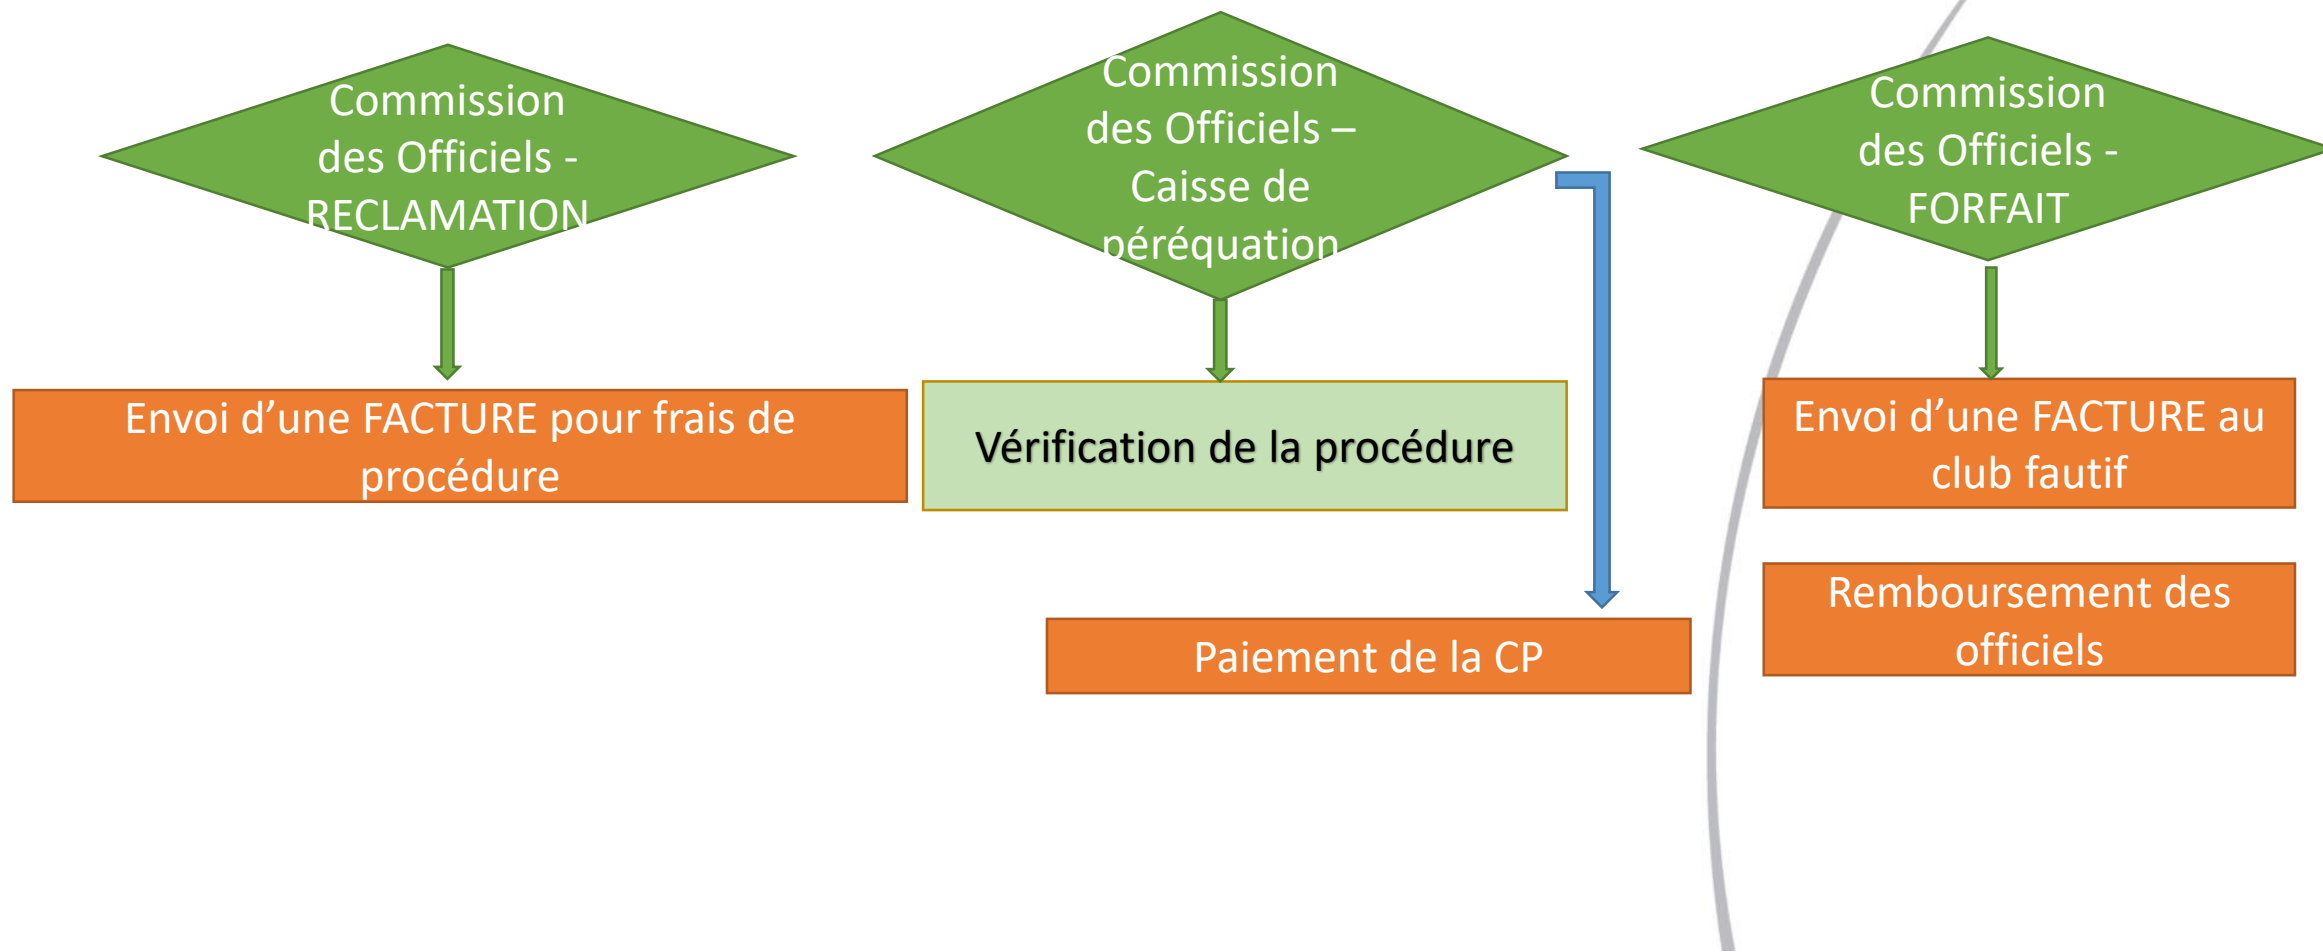 Commission
des Officiels -
RECLAMATION
Commission
des Officiels –
Caisse de
péréquation
Commission
des Officiels -
FORFAIT
Envoi d’une FACTURE pour frais de
procédure
Vérification de la procédure
Envoi d’une FACTURE au
club fautif
Remboursement des
officiels
Paiement de la CP